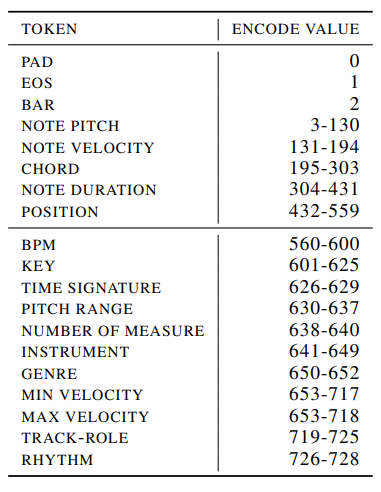 TOKEN ENCODE VALUE
PAD 0
EOS 1
BAR 2
NOTE PITCH 3-130
NOTE VELOCITY 131-194
CHORD 195-303
NOTE DURATION 304-431
POSITION 432-559
BPM 560-600
KEY 601-625
TIME SIGNATURE 626-629
PITCH RANGE 630-637
NUMBER OF MEASURE 638-640
INSTRUMENT 641-649
GENRE 650-652
MIN VELOCITY 653-717
MAX VELOCITY 653-718
TRACK-ROLE 719-725
RHYTHM 726-728